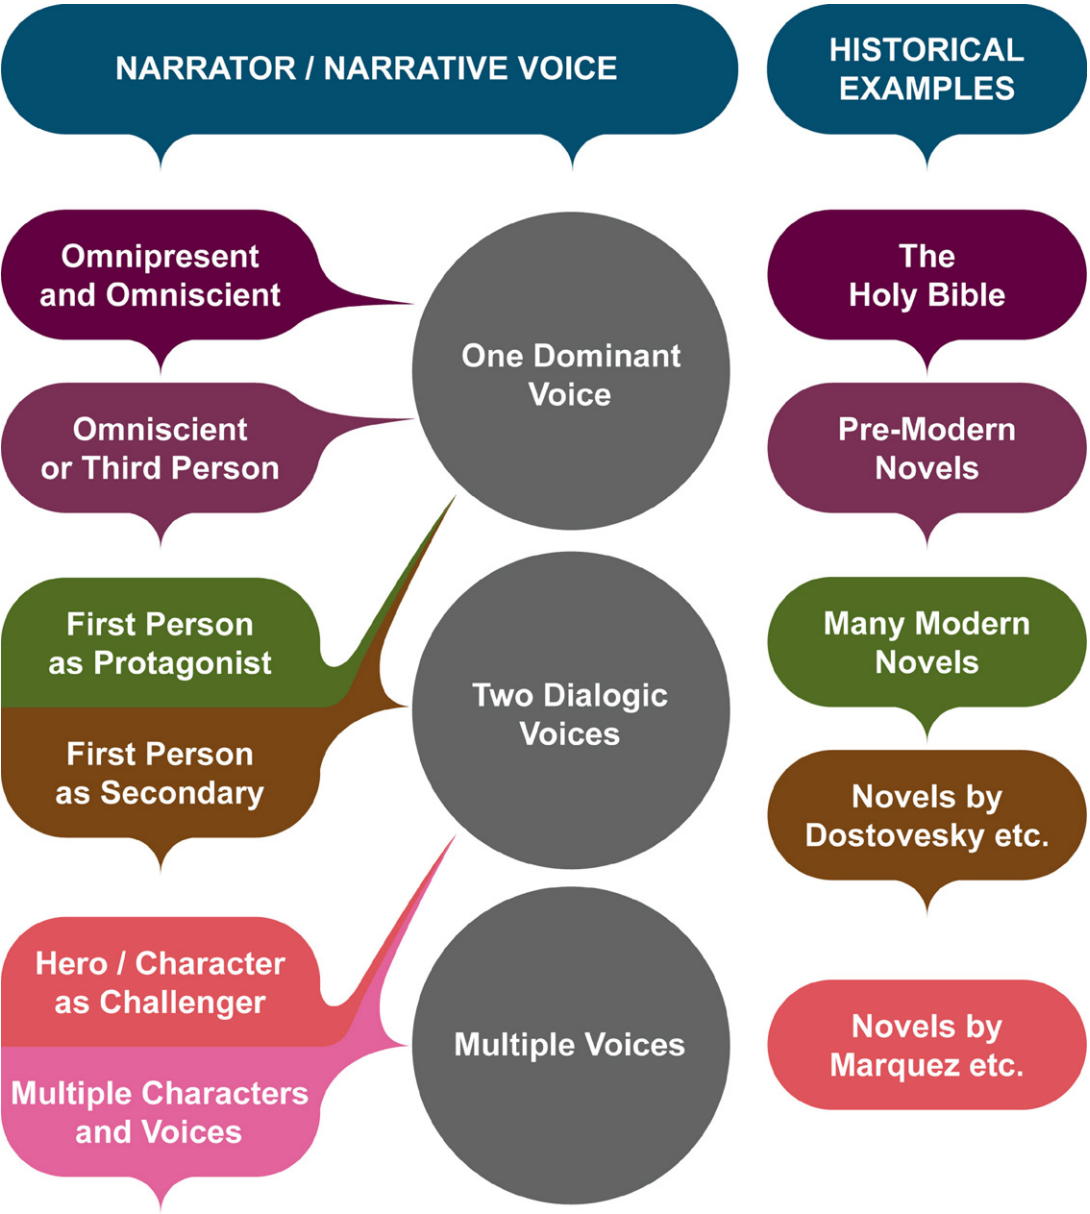 NARRATOR / NARRATIVE VOICE
HISTORICAL
EXAMPLES
Omnipresent
and Omniscient
Omniscient
or Third Person
One Dominant
Voice
The
Holy Bible
Pre-Modern
Novels
First Person
as Protagonist
First Person
as Secondary
Two Dialogic
Voices
Many Modern
Novels
Novels by
Dostovesky etc.
Hero / Character
as Challenger
Multiple Characters
and Voices
Multiple Voices
Novels by
Marquez etc.